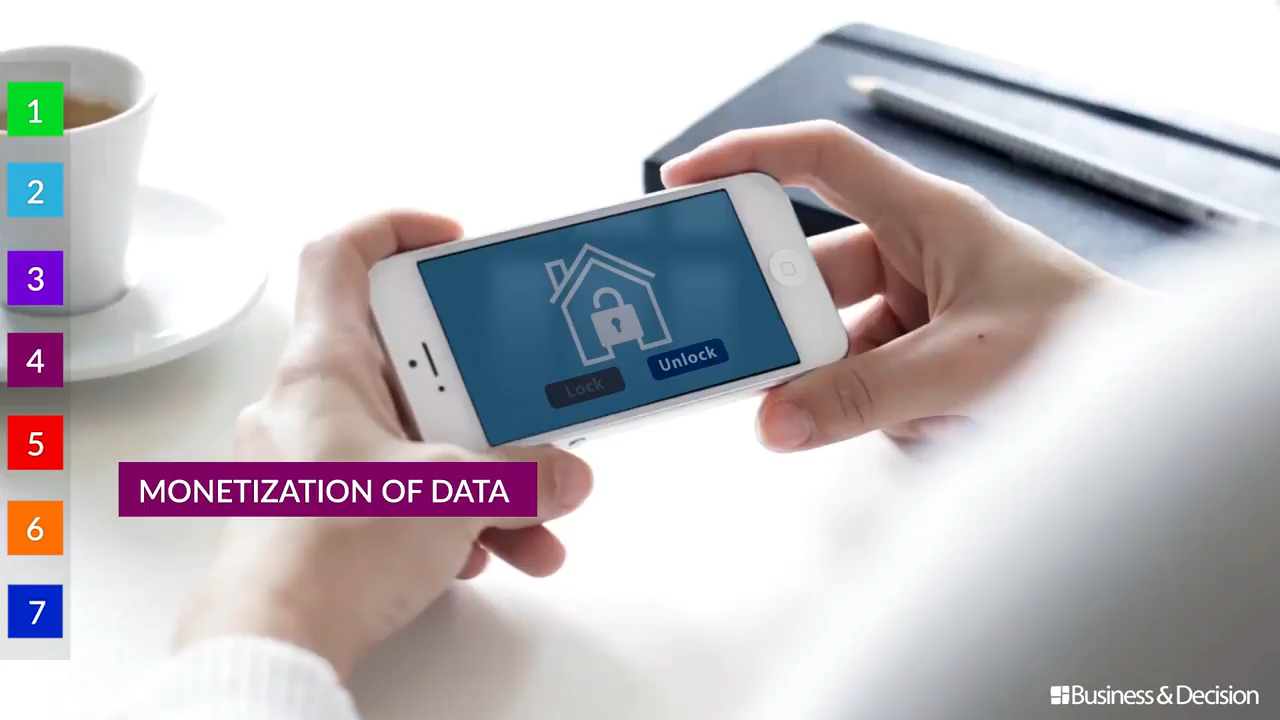 1
2
3
4
5
6
7
Lock
Unlock
MONETIZATION OF DATA
Business & Decision